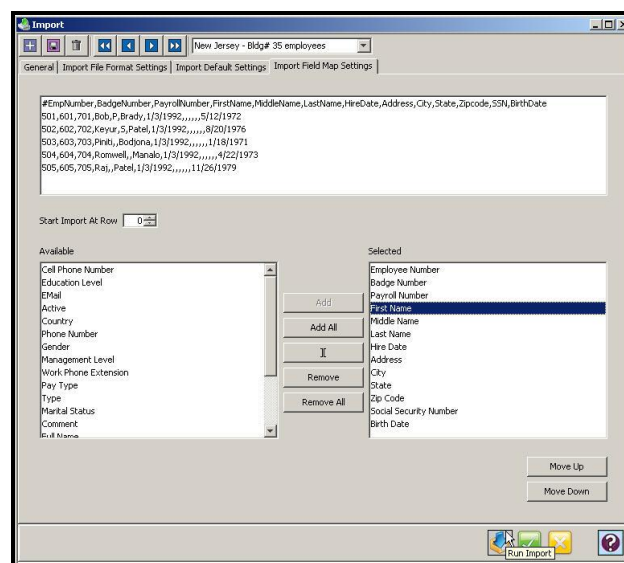 Import
New Jersey - Bldg# 35 employees
General Import File Format Settings Import Default Settings Import Field Map Settings
#EmpNumber,BadgeNumber,PayrollNumber,FirstName,MiddleName,LastName,HireDate,Address,City,State,Zipcode,SSN,BirthDate
501,601,701,Bob,P,Brady,1/3/1992,,,,,,5/12/1972
502,602,702,Keyur,S,Patel,1/3/1992,,,,,,8/20/1976
503,603,703,Piniti,,Bodjona,1/3/1992,,,,,,1/18/1971
504,604,704,Romwell,,Manalo,1/3/1992,,,,,,4/22/1973
505,605,705,Raj,,Patel,1/3/1992,,,,,,11/26/1979
Start Import At Row 0
Available
Cell Phone Number
Education Level
EMail
Active
Country
Phone Number
Gender
Management Level
Work Phone Extension
Pay Type
Type
Marital Status
Comment
Full Name
Add
Add All
Remove
Remove All
Selected
Employee Number
Badge Number
Payroll Number
First Name
Middle Name
Last Name
Hire Date
Address
City
State
Zip Code
Social Security Number
Birth Date
Move Up
Move Down
Run Import